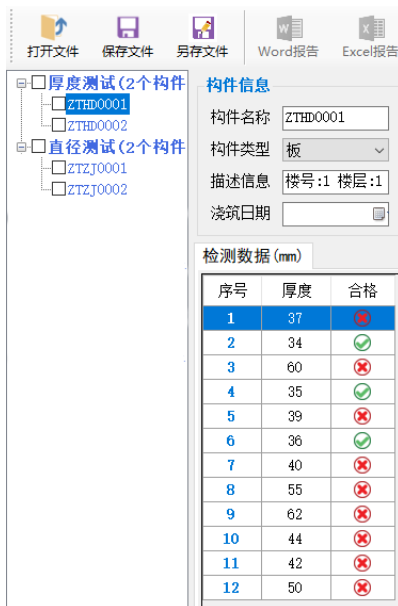 打开文件 保存文件 另存文件 Word报告 Excel报告
厚度测试(2个构件
ZTHD0001
ZTHD0002
直径测试(2个构件
ZTZJ0001
ZTZJ0002
构件信息
构件名称 ZTHD0001
构件类型 板
描述信息 楼号:1 楼层:1
浇筑日期
检测数据(mm)
序号 厚度 合格
1 37
2 34
3 60
4 35
5 39
6 36
7 40
8 55
9 62
10 44
11 42
12 50